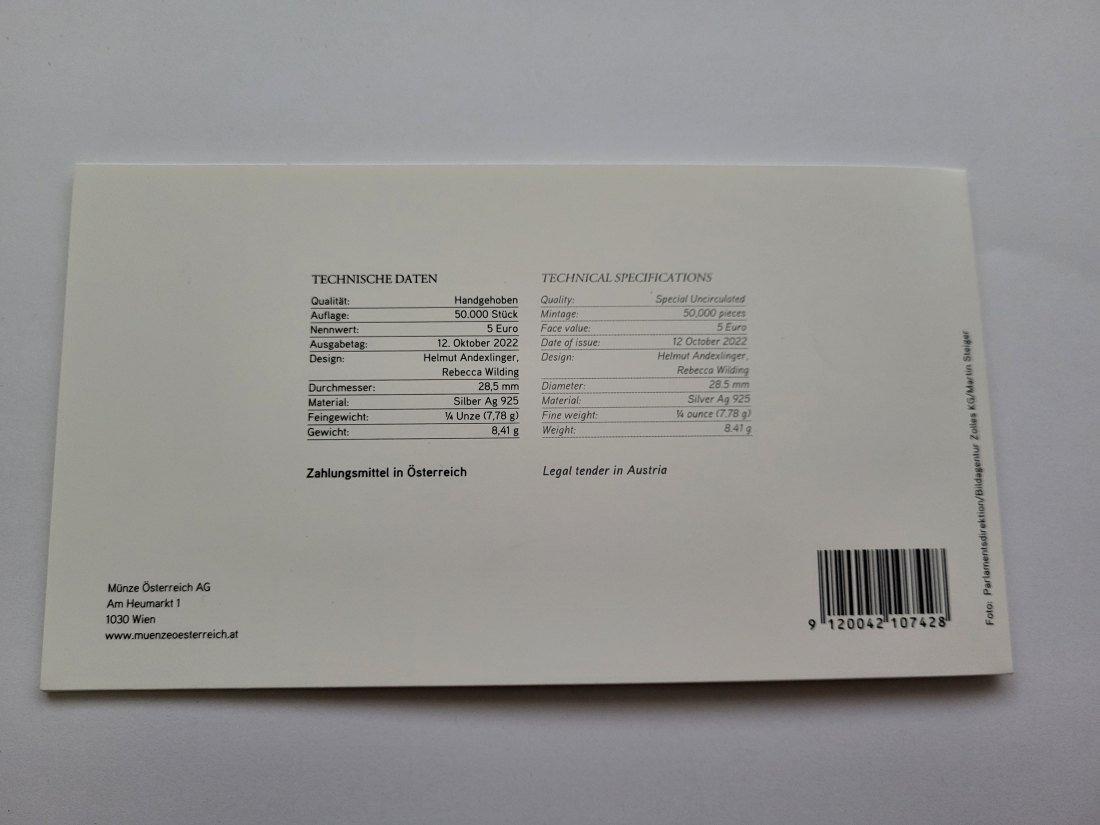 TECHNISCHE DATEN
Qualität: Handgehoben
Auflage: 50.000 Stück
Nennwert: 5 Euro
Ausgabetag: 12. Oktober 2022
Design: Helmut Andexlinger,
Rebecca Wilding
Durchmesser: 28,5 mm
Material: Silber Ag 925
Feingewicht: ¼ Unze (7,78 g)
Gewicht: 8,41 g
Zahlungsmittel in Österreich
TECHNICAL SPECIFICATIONS
Quality: Special Uncirculated
Mintage: 50,000 pieces
Face value: 5 Euro
Date of issue: 12 October 2022
Design: Helmut Andexlinger,
Rebecca Wilding
Diameter: 28.5 mm
Material: Silver Ag 925
Fine weight: ¼ ounce (7.78 g)
Weight: 8.41 g
Legal tender in Austria
Münze Österreich AG
Am Heumarkt 1
1030 Wien
www.muenzeoesterreich.at
9 120042 107428
Foto: Parlamentsdirektion/Bildagentur Zolles KG/Martin Steiger